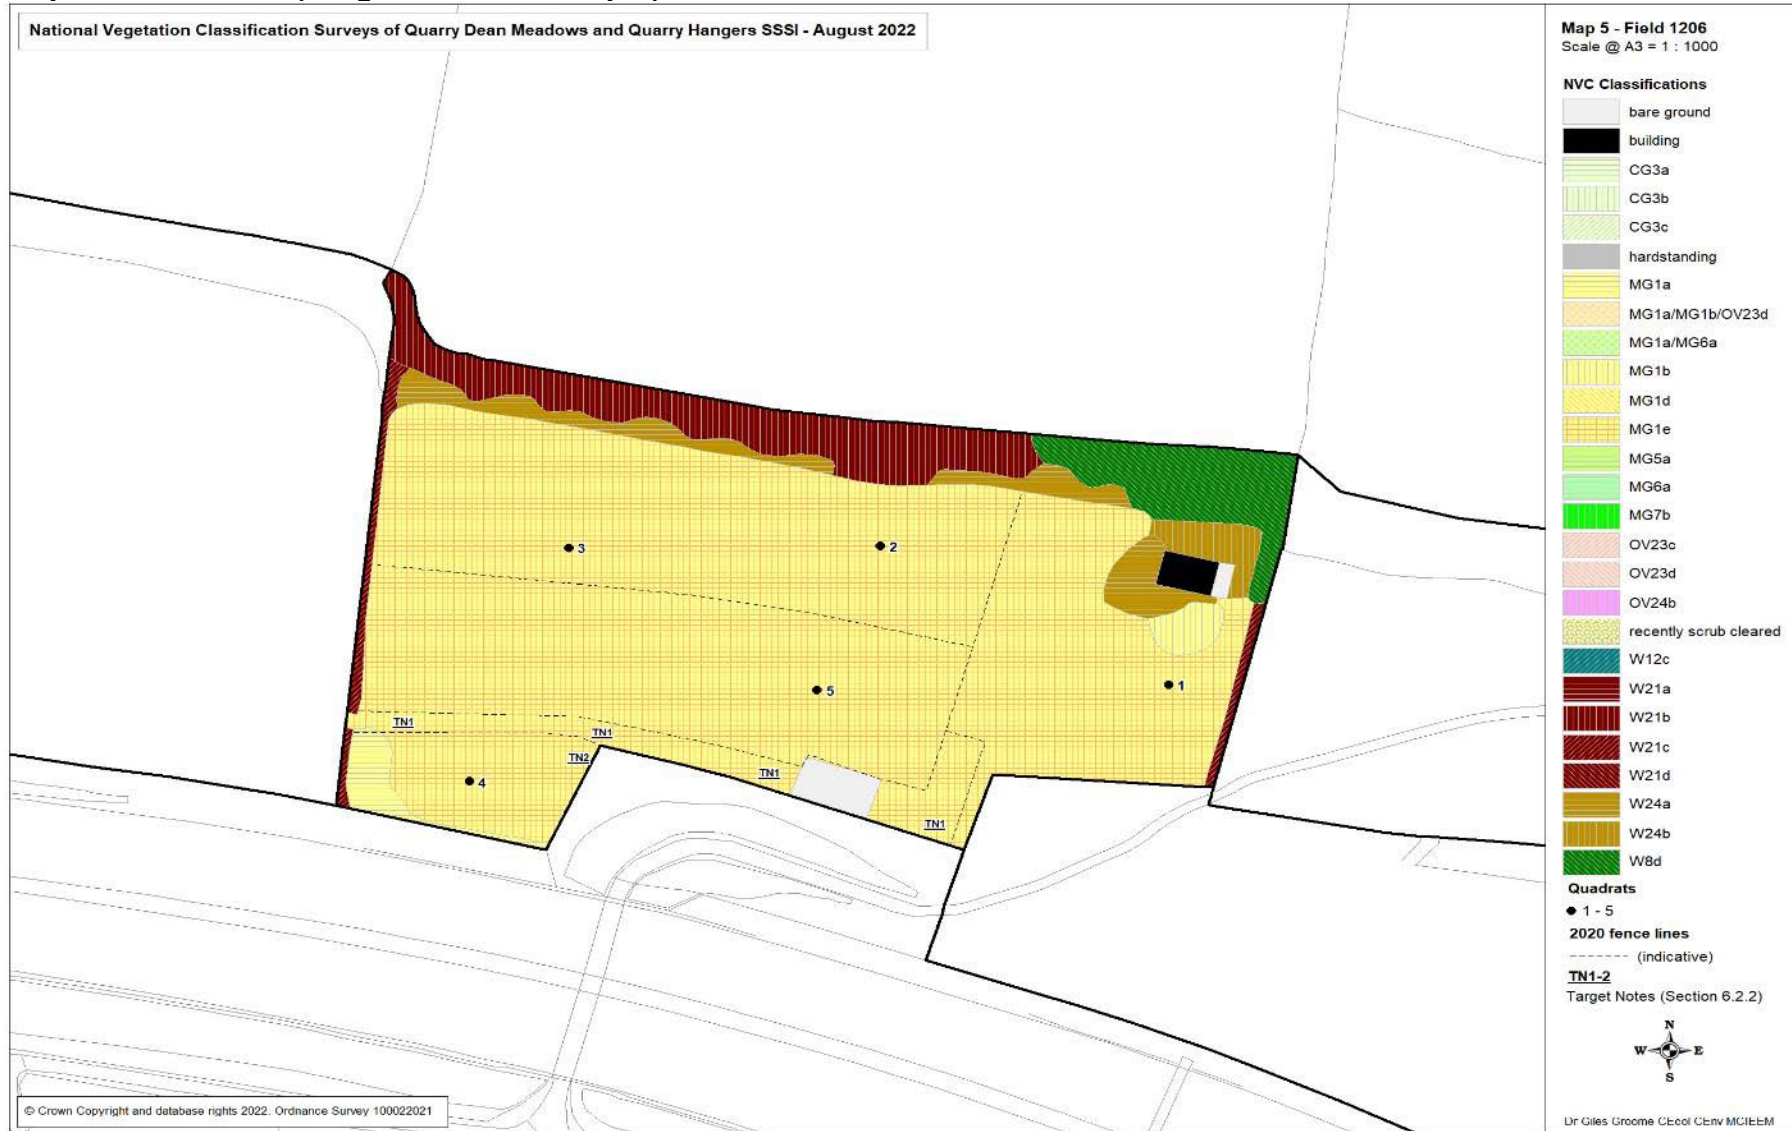 National Vegetation Classification Surveys of Quarry Dean Meadows and Quarry Hangers SSSI - August 2022
Map 5 - Field 1206
Scale @ A3 = 1 : 1000
NVC Classifications
bare ground
building
CG3a
CG3b
CG3c
hardstanding
MG1a
MG1a/MG1b/OV23d
MG1a/MG6a
MG1b
MG1d
MG1e
MG5a
MG6a
MG7b
OV23c
OV23d
OV24b
recently scrub cleared
W12c
W21a
W21b
W21c
W21d
W24a
W24b
W8d
Quadrats
1 - 5
2020 fence lines
(indicative)
TN1-2
Target Notes (Section 6.2.2)
N
W E
S
Dr Giles Groome CEcol CEnv MCIEEM
3
2
5
1
4
TN1
TN1
TN2
TN1
TN1
© Crown Copyright and database rights 2022. Ordnance Survey 100022021